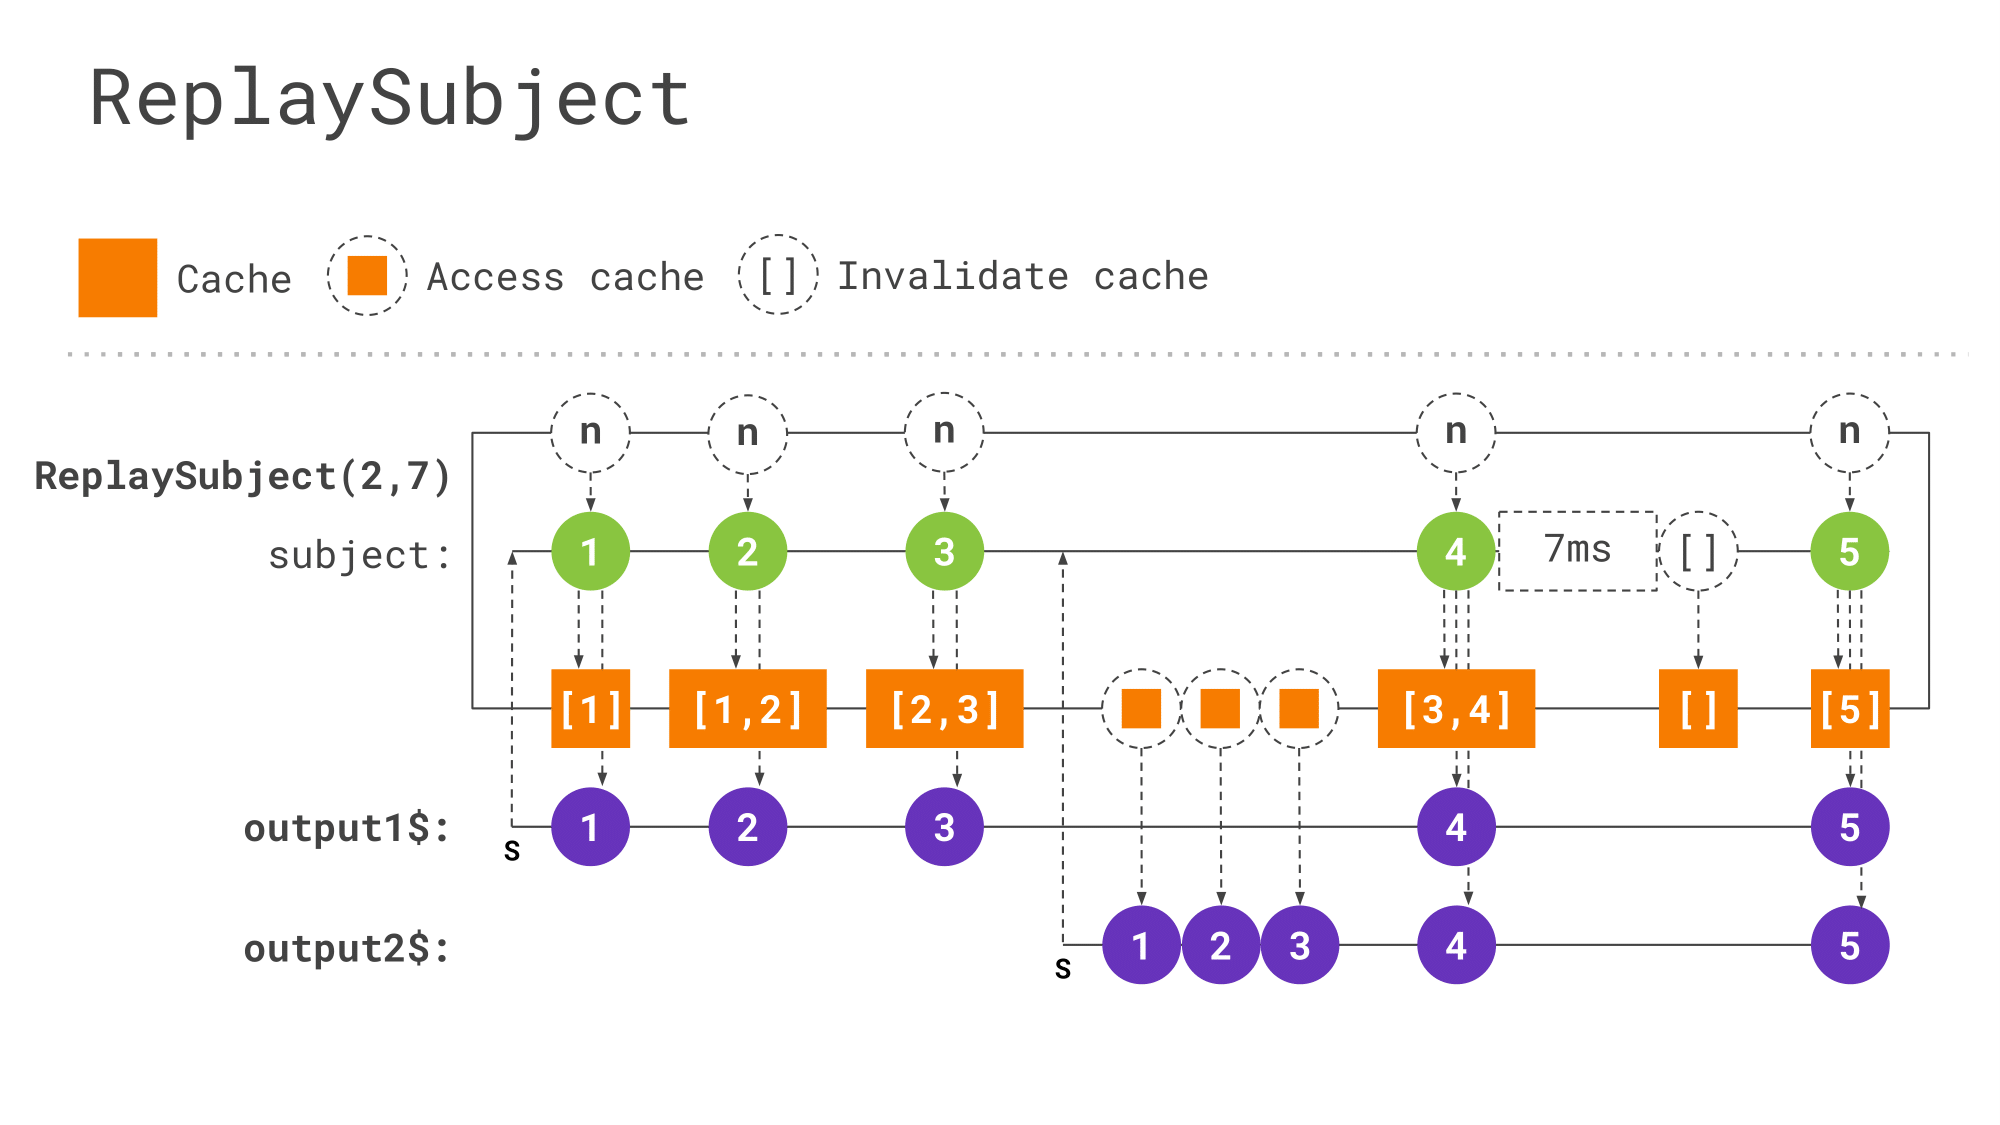 ReplaySubject
Cache Access cache [] Invalidate cache
n n n n n
ReplaySubject(2,7)
subject: 1 2 3 4 7ms [] 5
[1] [1,2] [2,3] [3,4] [] [5]
output1$: 1 2 3 4 5
s
output2$: 1 2 3 4 5
s